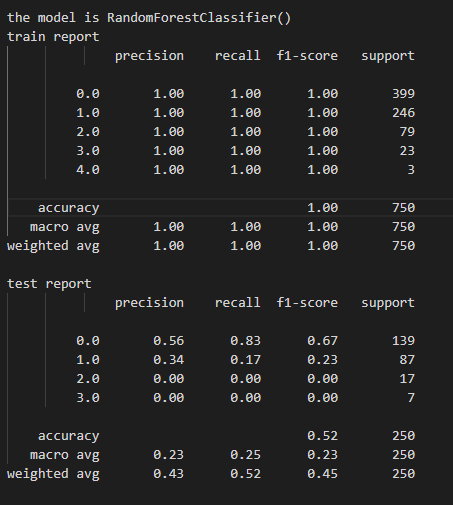 the model is RandomForestClassifier()
train report
precision recall f1-score support
0.0 1.00 1.00 1.00 399
1.0 1.00 1.00 1.00 246
2.0 1.00 1.00 1.00 79
3.0 1.00 1.00 1.00 23
4.0 1.00 1.00 1.00 3
accuracy 1.00 750
macro avg 1.00 1.00 1.00 750
weighted avg 1.00 1.00 1.00 750
test report
precision recall f1-score support
0.0 0.56 0.83 0.67 139
1.0 0.34 0.17 0.23 87
2.0 0.00 0.00 0.00 17
3.0 0.00 0.00 0.00 7
accuracy 0.52 250
macro avg 0.23 0.25 0.23 250
weighted avg 0.43 0.52 0.45 250